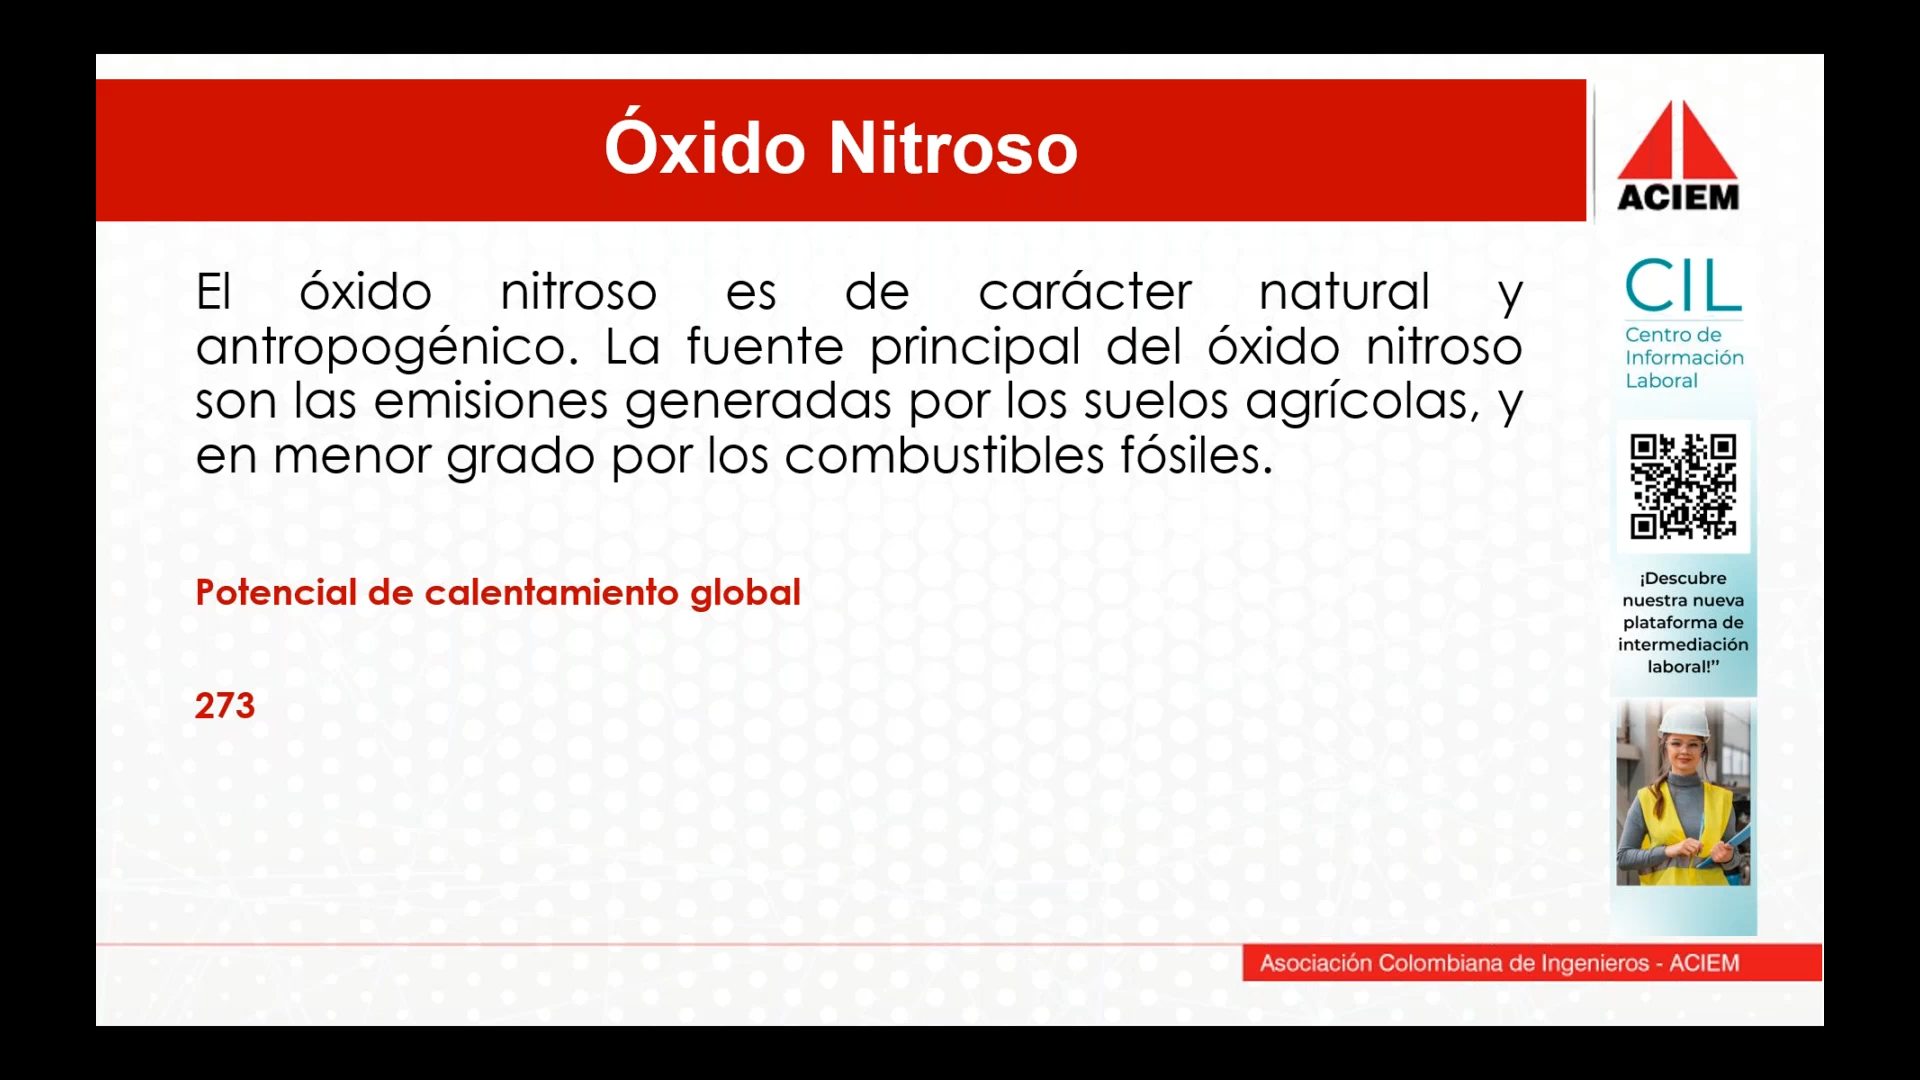 Óxido Nitroso
ACIEM
El óxido nitroso es de carácter natural y
antropogénico. La fuente principal del óxido nitroso
son las emisiones generadas por los suelos agrícolas, y
en menor grado por los combustibles fósiles.
Potencial de calentamiento global
273
CIL
Centro de
Información
Laboral
¡Descubre
nuestra nueva
plataforma de
intermediación
laboral!”
Asociación Colombiana de Ingenieros - ACIEM